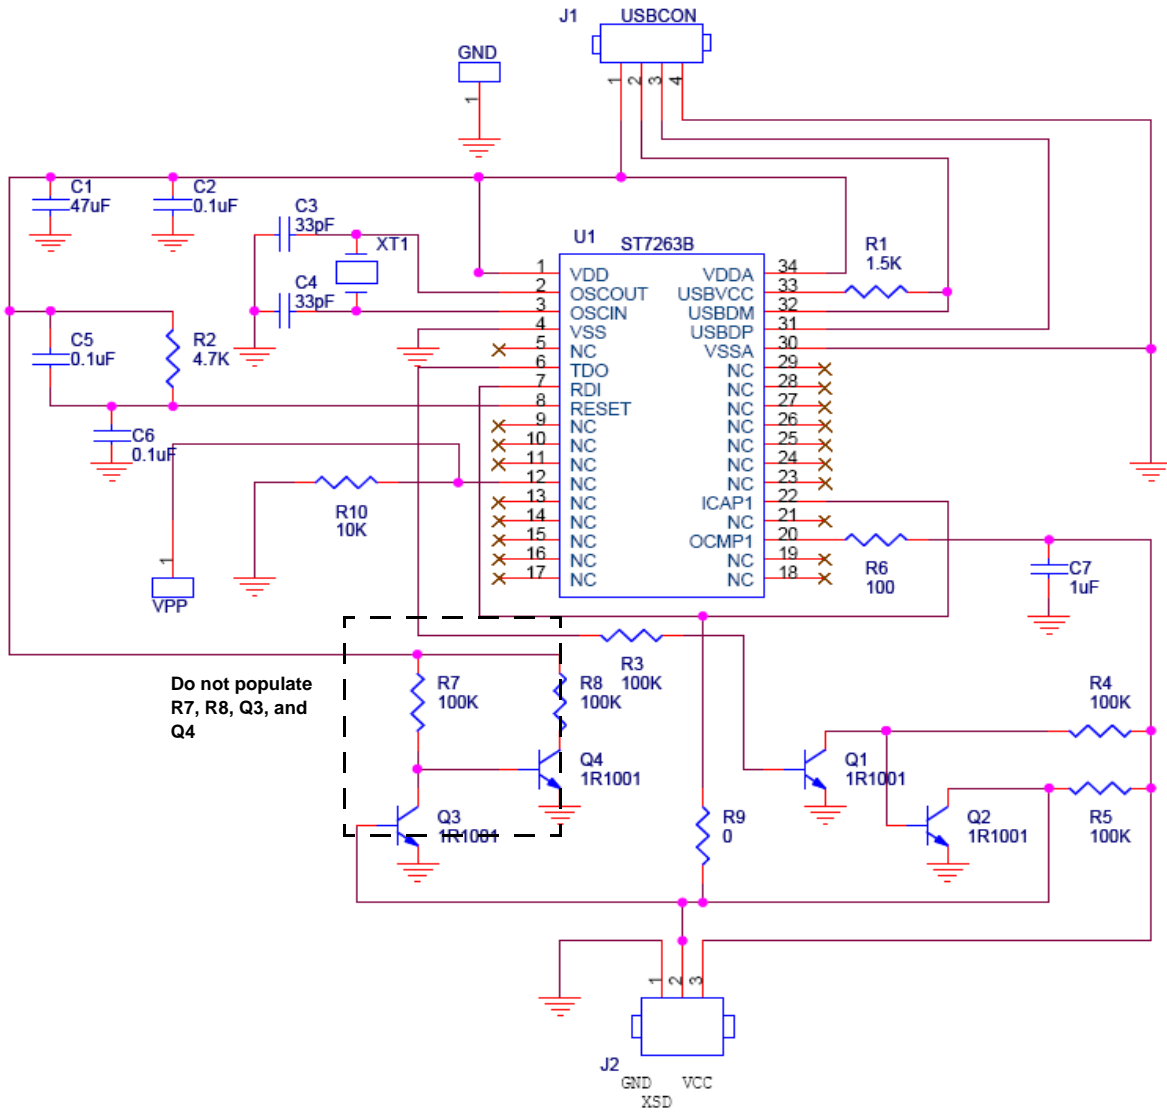 J1 USBCON
1 2 3 4
GND
1
C1
47uF
C2
0.1uF
C3
33pF
XT1
C4
33pF
C5
0.1uF
R2
4.7K
C6
0.1uF
R10
10K
1
VPP
U1 ST7263B
1 VDD VDDA 34
2 OSCOUT USBVCC 33
3 OSCIN USBDM 32
4 VSS USBDP 31
5 NC VSSA 30
6 TDO NC 29
7 RDI NC 28
8 RESET NC 27
9 NC NC 26
10 NC NC 25
11 NC NC 24
12 NC NC 23
13 NC ICAP1 22
14 NC NC 21
15 NC OCMP1 20
16 NC NC 19
17 NC NC 18
R1
1.5K
R6
100
C7
1uF
Do not populate
R7, R8, Q3, and
Q4
R7
100K
R8
100K
R3
100K
R4
100K
Q4
1R1001
Q1
1R1001
Q3
1R1001
R9
0
Q2
1R1001
R5
100K
1 2 3
J2
GND VCC
XSD